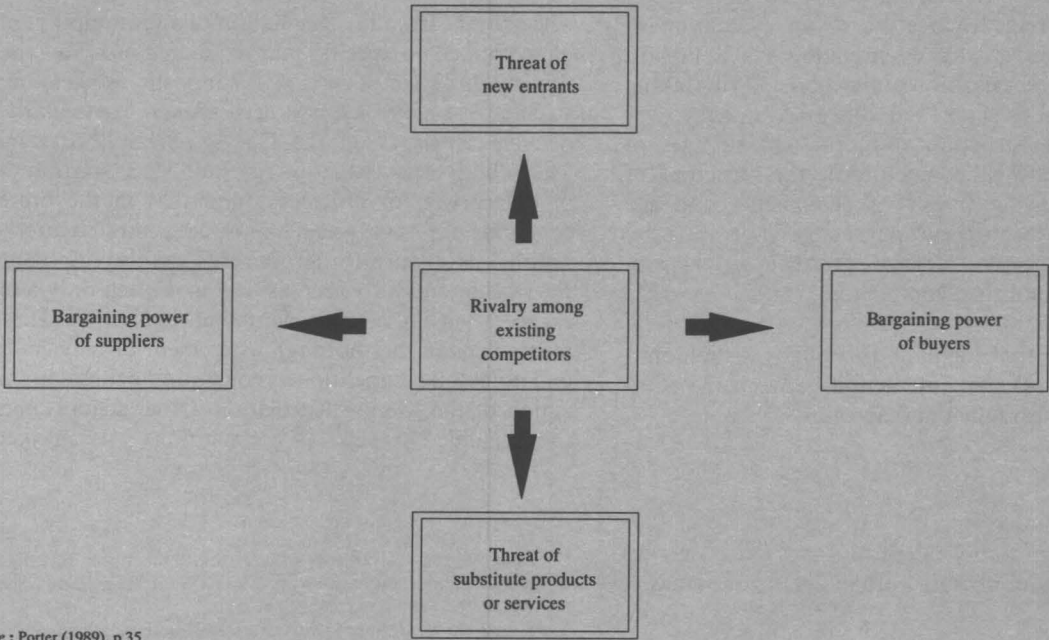 Threat of
new entrants
Bargaining power
of suppliers
Rivalry among
existing
competitors
Bargaining power
of buyers
Threat of
substitute products
or services
: Porter (1989), p.35